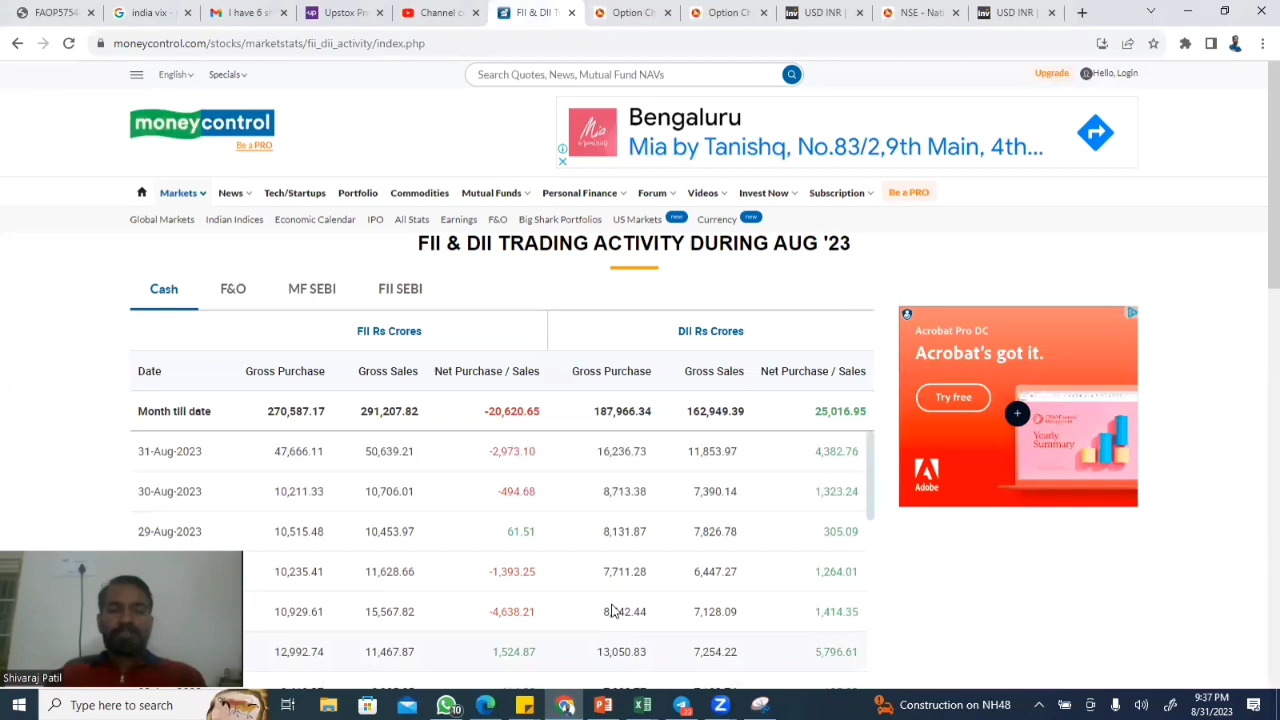 FAOP5754
india vix -
I have 6 s
Upstox Pro
Channel c
FII & DII T
Option Ch
Option Ch
USD INR
NSE - Nat
USD INR
moneycontrol.com/stocks/marketstats/fii_dii_activity/index.php
English Specials
Search Quotes, News, Mutual Fund NAVs
Upgrade Hello, Login
moneycontrol
Be a PRO
Mia
Bengaluru
Mia by Tanishq, No.83/2,9th Main, 4th...
Markets News Tech/Startups Portfolio Commodities Mutual Funds Personal Finance Forum Videos Invest Now Subscription Be a PRO
Global Markets Indian Indices Economic Calendar IPO All Stats Earnings F&O Big Shark Portfolios US Markets new Currency new
FII & DII TRADING ACTIVITY DURING AUG '23
Cash F&O MF SEBI FII SEBI
FII Rs Crores DII Rs Crores
Date Gross Purchase Gross Sales Net Purchase / Sales Gross Purchase Gross Sales Net Purchase / Sales
Month till date 270,587.17 291,207.82 -20,620.65 187,966.34 162,949.39 25,016.95
31-Aug-2023 47,666.11 50,639.21 -2,973.10 16,236.73 11,853.97 4,382.76
30-Aug-2023 10,211.33 10,706.01 -494.68 8,713.38 7,390.14 1,323.24
29-Aug-2023 10,515.48 10,453.97 61.51 8,131.87 7,826.78 305.09
10,235.41 11,628.66 -1,393.25 7,711.28 6,447.27 1,264.01
10,929.61 15,567.82 -4,638.21 7,128.09 1,414.35
12,992.74 11,467.87 1,524.87 13,050.83 7,254.22 5,796.61
Acrobat Pro DC
Acrobat's got it.
Try free
Yearly
Summary
Adobe
Shivaraj Patil
Type here to search
Construction on NH48
9:37 PM
8/31/2023